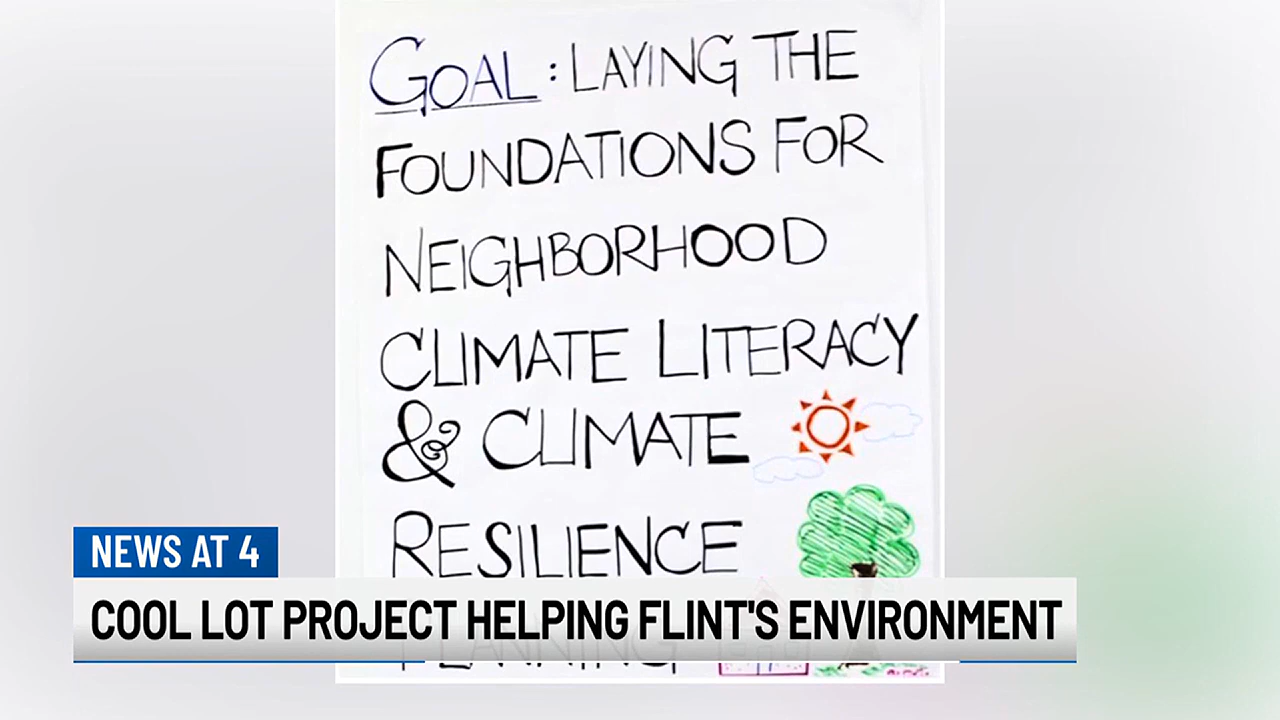 GOAL: LAYING THE
FOUNDATIONS FOR
NEIGHBORHOOD
CLIMATE LITERACY
& CLIMATE
RESILIENCE
PLANNING
NEWS AT 4
COOL LOT PROJECT HELPING FLINT'S ENVIRONMENT